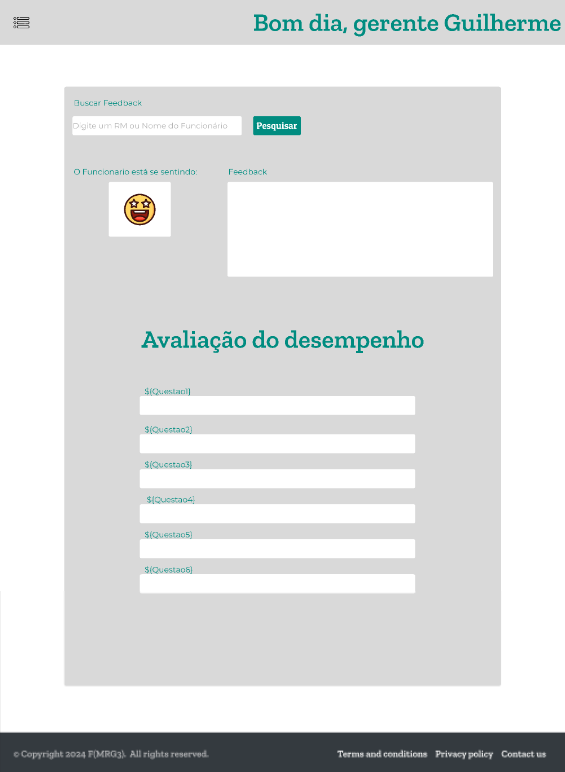 Bom dia, gerente Guilherme
Buscar Feedback
Digite um RM ou Nome do Funcionário
Pesquisar
O Funcionario está se sentindo:
Feedback
Avaliação do desempenho
${Questao1}
${Questao2}
${Questao3}
${Questao4}
${Questao5}
${Questao6}
© Copyright 2024 F(MRG3). All rights reserved.
Terms and conditions Privacy policy Contact us